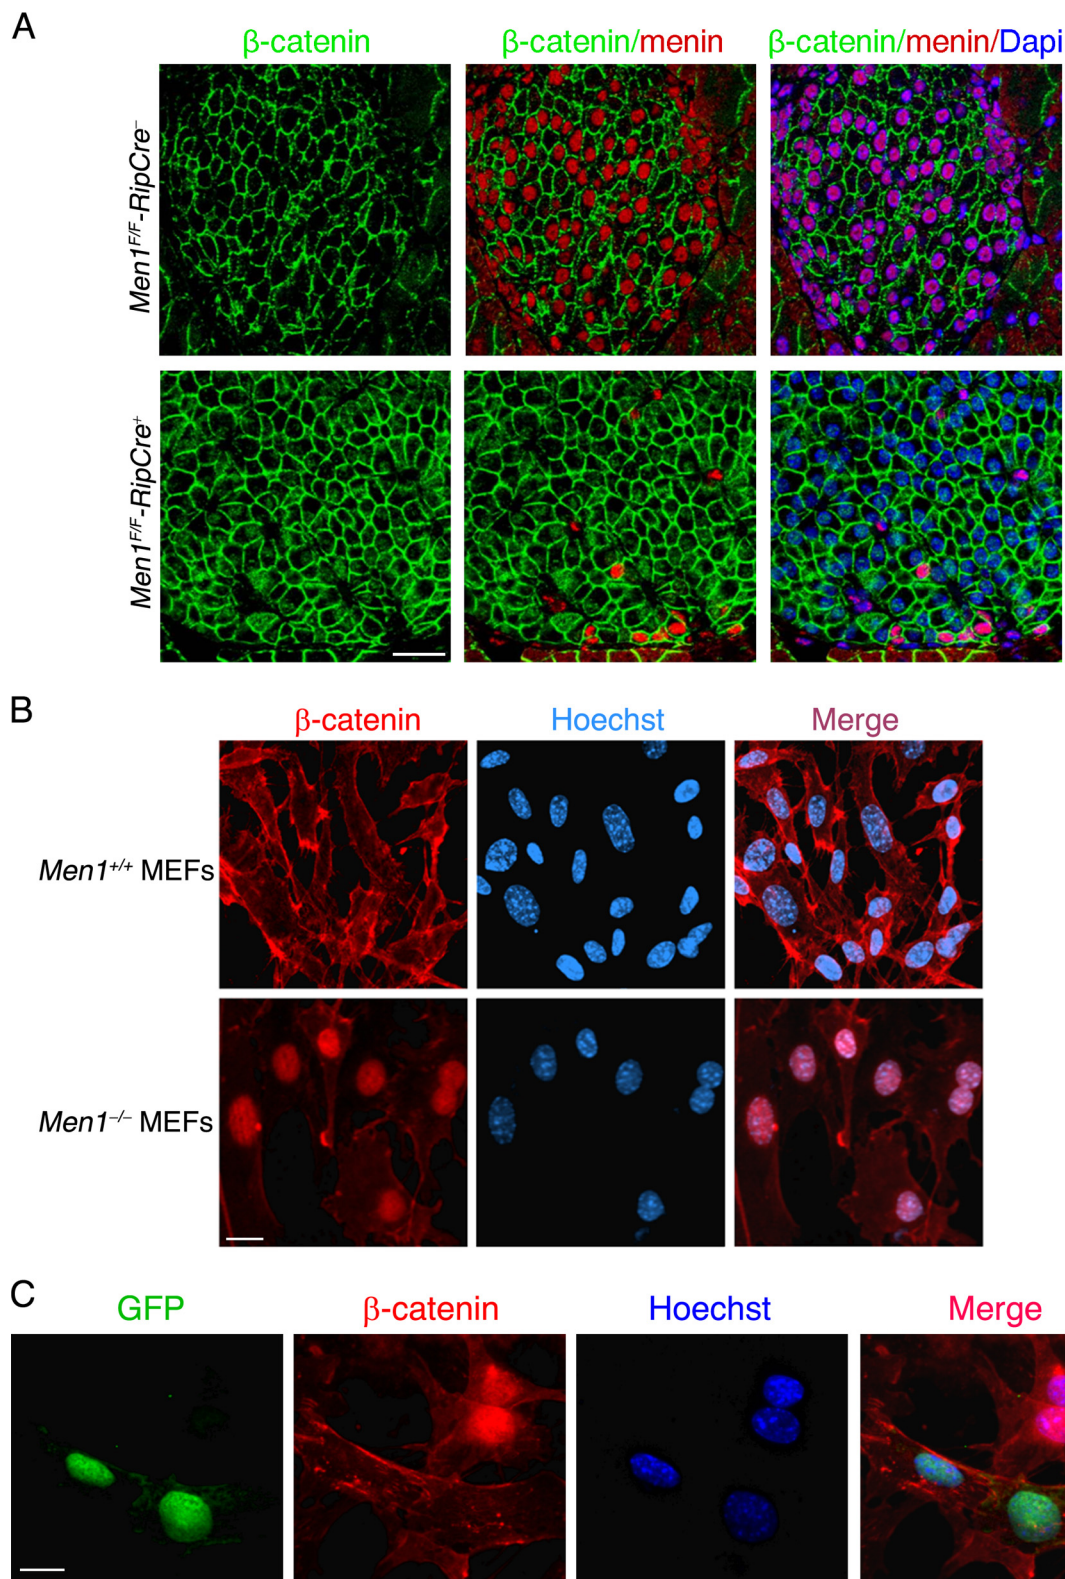 A
β-catenin
β-catenin/menin
β-catenin/menin/Dapi
Men1F/F-RipCre−
Men1F/F-RipCre+
B
β-catenin
Hoechst
Merge
Men1+/+ MEFs
Men1−/− MEFs
C
GFP
β-catenin
Hoechst
Merge